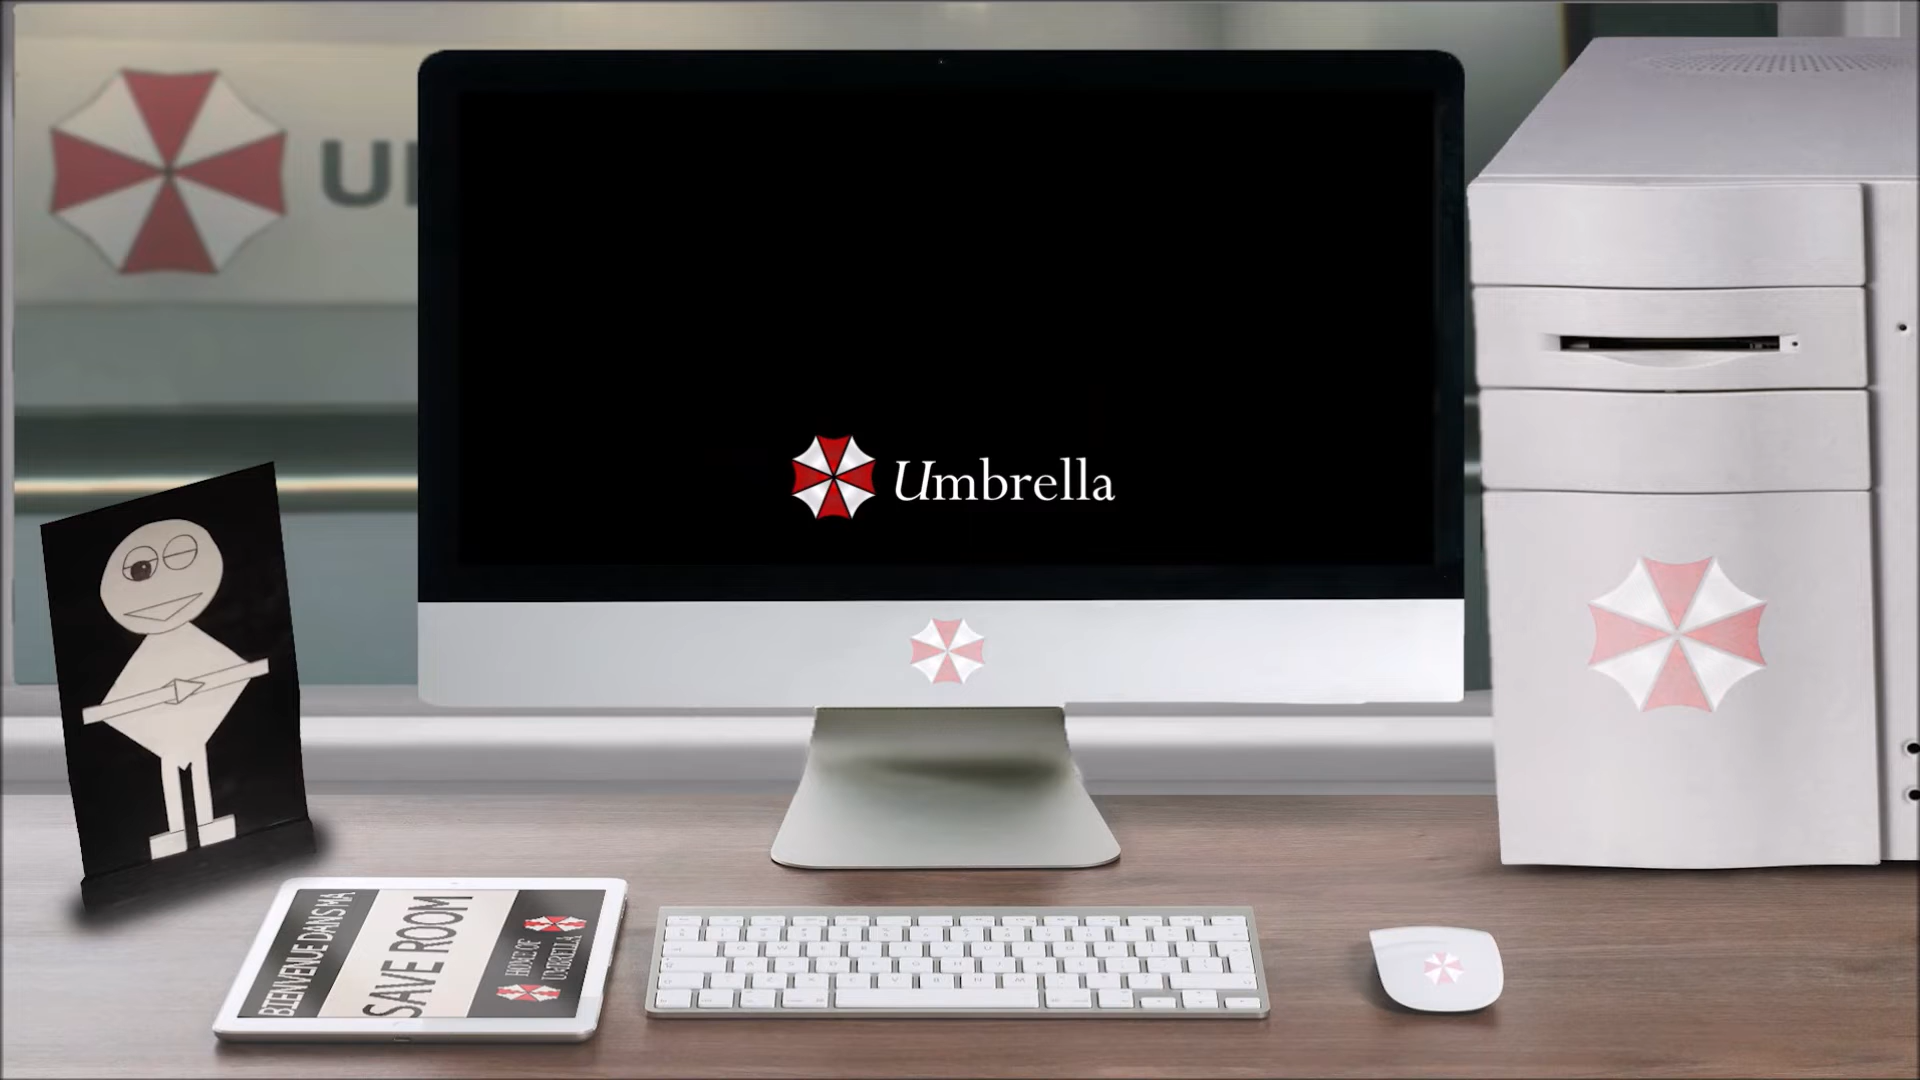 U
Umbrella
BIENVENUE DANS MA
SAVE ROOM
HOME OF
UMBRELLA